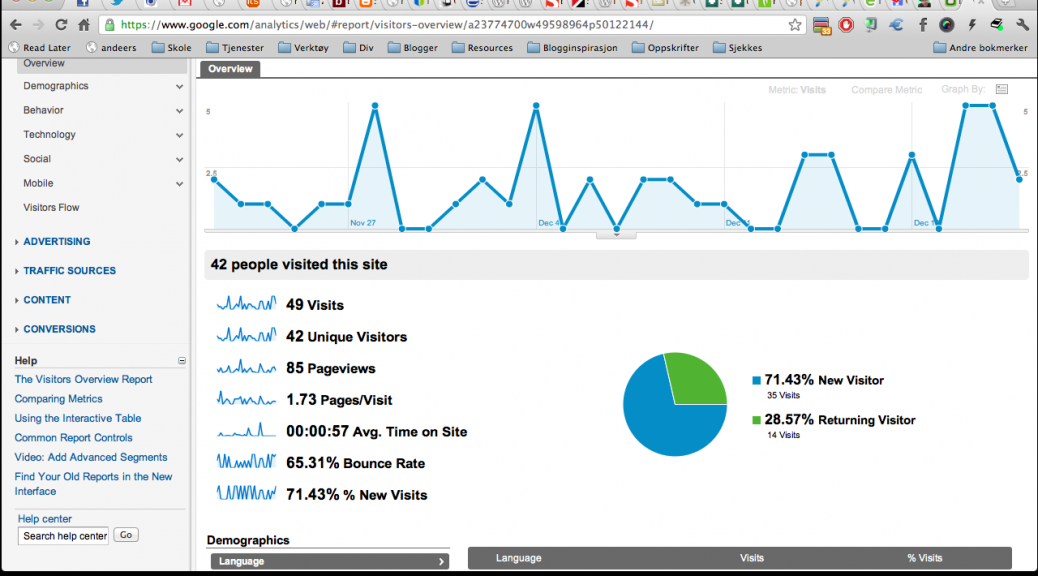 https://www.google.com/analytics/web/#report/visitors-overview/a23774700w49598964p50122144/
33
Read Later andeers Skole Tjenester Verktøy Div Blogger Resources Blogginspirasjon Oppskrifter Sjekkes Andre bokmerker
Overview
Demographics
Behavior
Technology
Social
Mobile
Visitors Flow
ADVERTISING
TRAFFIC SOURCES
CONTENT
CONVERSIONS
Help
The Visitors Overview Report
Comparing Metrics
Using the Interactive Table
Common Report Controls
Video: Add Advanced Segments
Find Your Old Reports in the New
Interface
Help center
Search help center Go
Overview
Metric: Visits Compare Metric Graph By:
5 5
2.5 2.5
Nov 27 Dec 4 Dec Dec
42 people visited this site
49 Visits
42 Unique Visitors
85 Pageviews
1.73 Pages/Visit
00:00:57 Avg. Time on Site
65.31% Bounce Rate
71.43% % New Visits
71.43% New Visitor
35 Visits
28.57% Returning Visitor
14 Visits
Demographics
Language
Language Visits % Visits